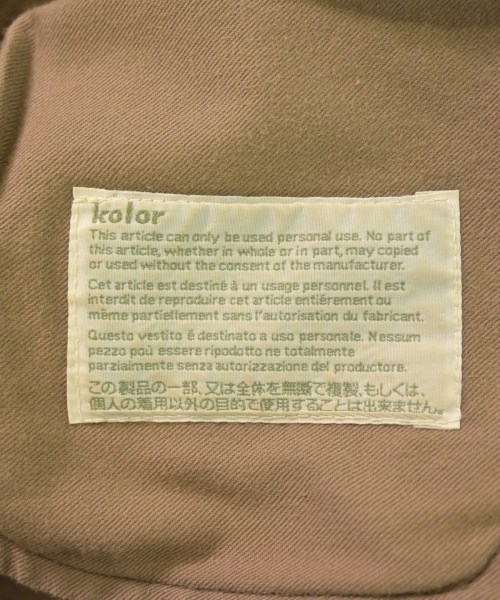 kolor
This article can only be used personal use. No part of
this article, whether in whole or in part, may copied
or used without the consent of the manufacturer.
Cet article est destiné à un usage personnel. Il est
interdit de reproduire cet article entiérement ou
même partiellement sans l'autorisation du fabricant.
Questo vestito é destinato a uso personale. Nessum
pezzo poù essere ripodotto ne totalmente
parzialmente senza autorizzazione del productore.
この製品の一部、又は全体を無断で複製、もしくは、
個人の着用以外の目的で使用することは出来ません。